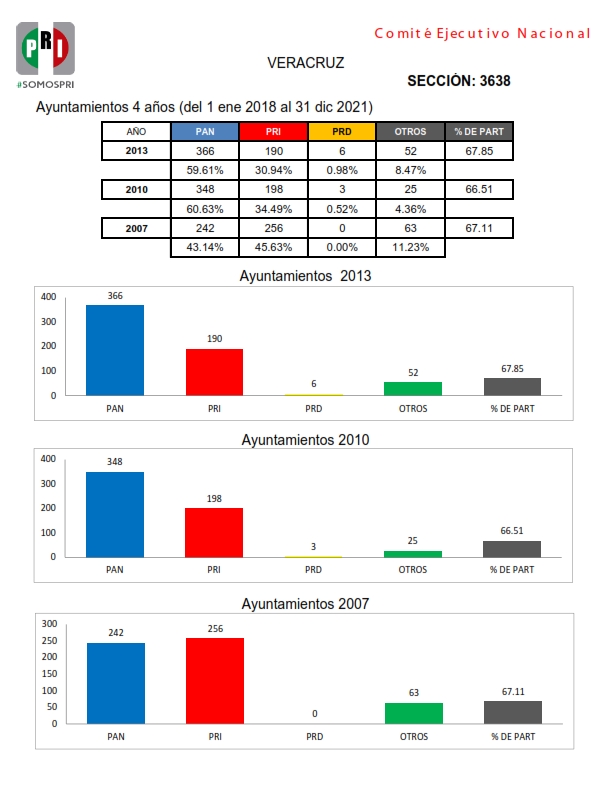 Comité Ejecutivo Nacional
PRI
#SOMOSPRI
VERACRUZ
SECCIÓN: 3638
Ayuntamientos 4 años (del 1 ene 2018 al 31 dic 2021)
AÑO PAN PRI PRD OTROS % DE PART
2013 366 190 6 52 67.85
59.61% 30.94% 0.98% 8.47%
2010 348 198 3 25 66.51
60.63% 34.49% 0.52% 4.36%
2007 242 256 0 63 67.11
43.14% 45.63% 0.00% 11.23%
Ayuntamientos 2013
400
300
200
100
0
366
190
6
52
67.85
PAN PRI PRD OTROS % DE PART
Ayuntamientos 2010
400
300
200
100
0
348
198
3
25
66.51
PAN PRI PRD OTROS % DE PART
Ayuntamientos 2007
300
250
200
150
100
50
0
242
256
0
63
67.11
PAN PRI PRD OTROS % DE PART